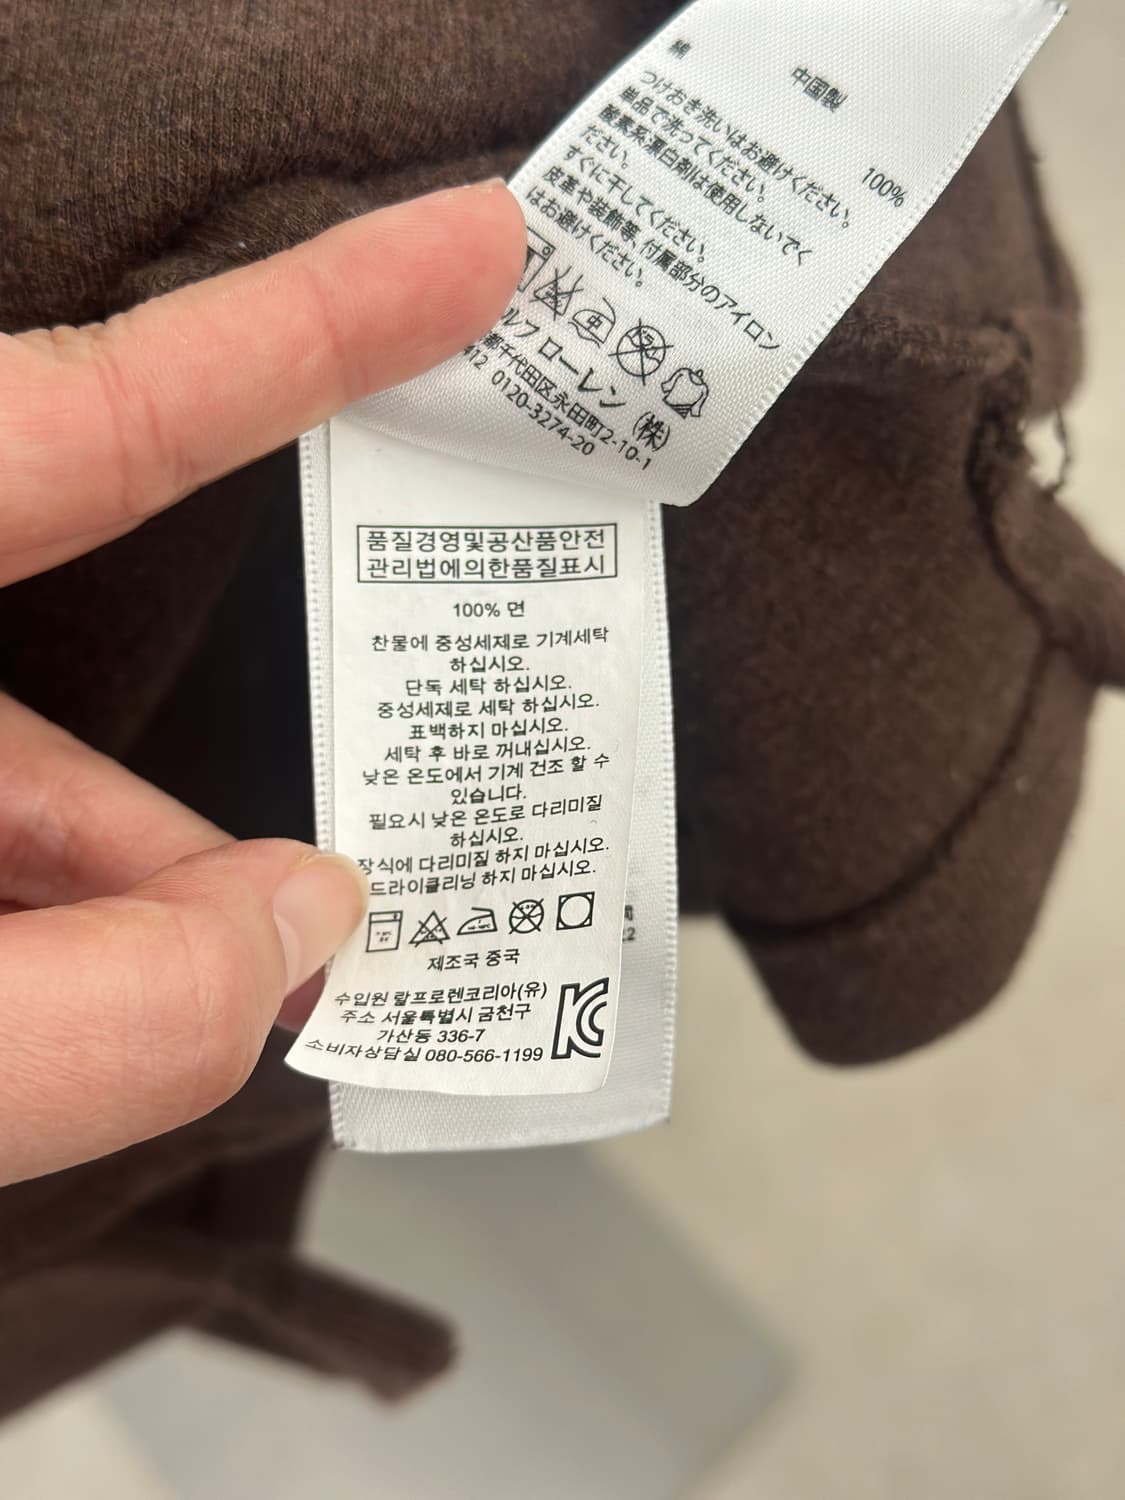 綿 100%
中国製
つけおき洗いはお避けください。
単品で洗ってください。
酸素系漂白剤は使用しないでく
ださい。
すぐに干してください。
皮革や装飾等、付属部分のアイロン
はお避けください。
ルフ ローレン (株)
都千代田区永田町2-10-1
412 0120-3274-20
품질경영및공산품안전
관리법에의한품질표시
100% 면
찬물에 중성세제로 기계세탁
하십시오.
단독 세탁 하십시오.
중성세제로 세탁 하십시오.
표백하지 마십시오.
세탁 후 바로 꺼내십시오.
낮은 온도에서 기계 건조 할 수
있습니다.
필요시 낮은 온도로 다리미질
하십시오.
장식에 다리미질 하지 마십시오.
드라이클리닝 하지 마십시오.
제조국 중국
수입원 랄프로렌코리아(유)
주소 서울특별시 금천구
가산동 336-7
소비자상담실 080-566-1199
KC